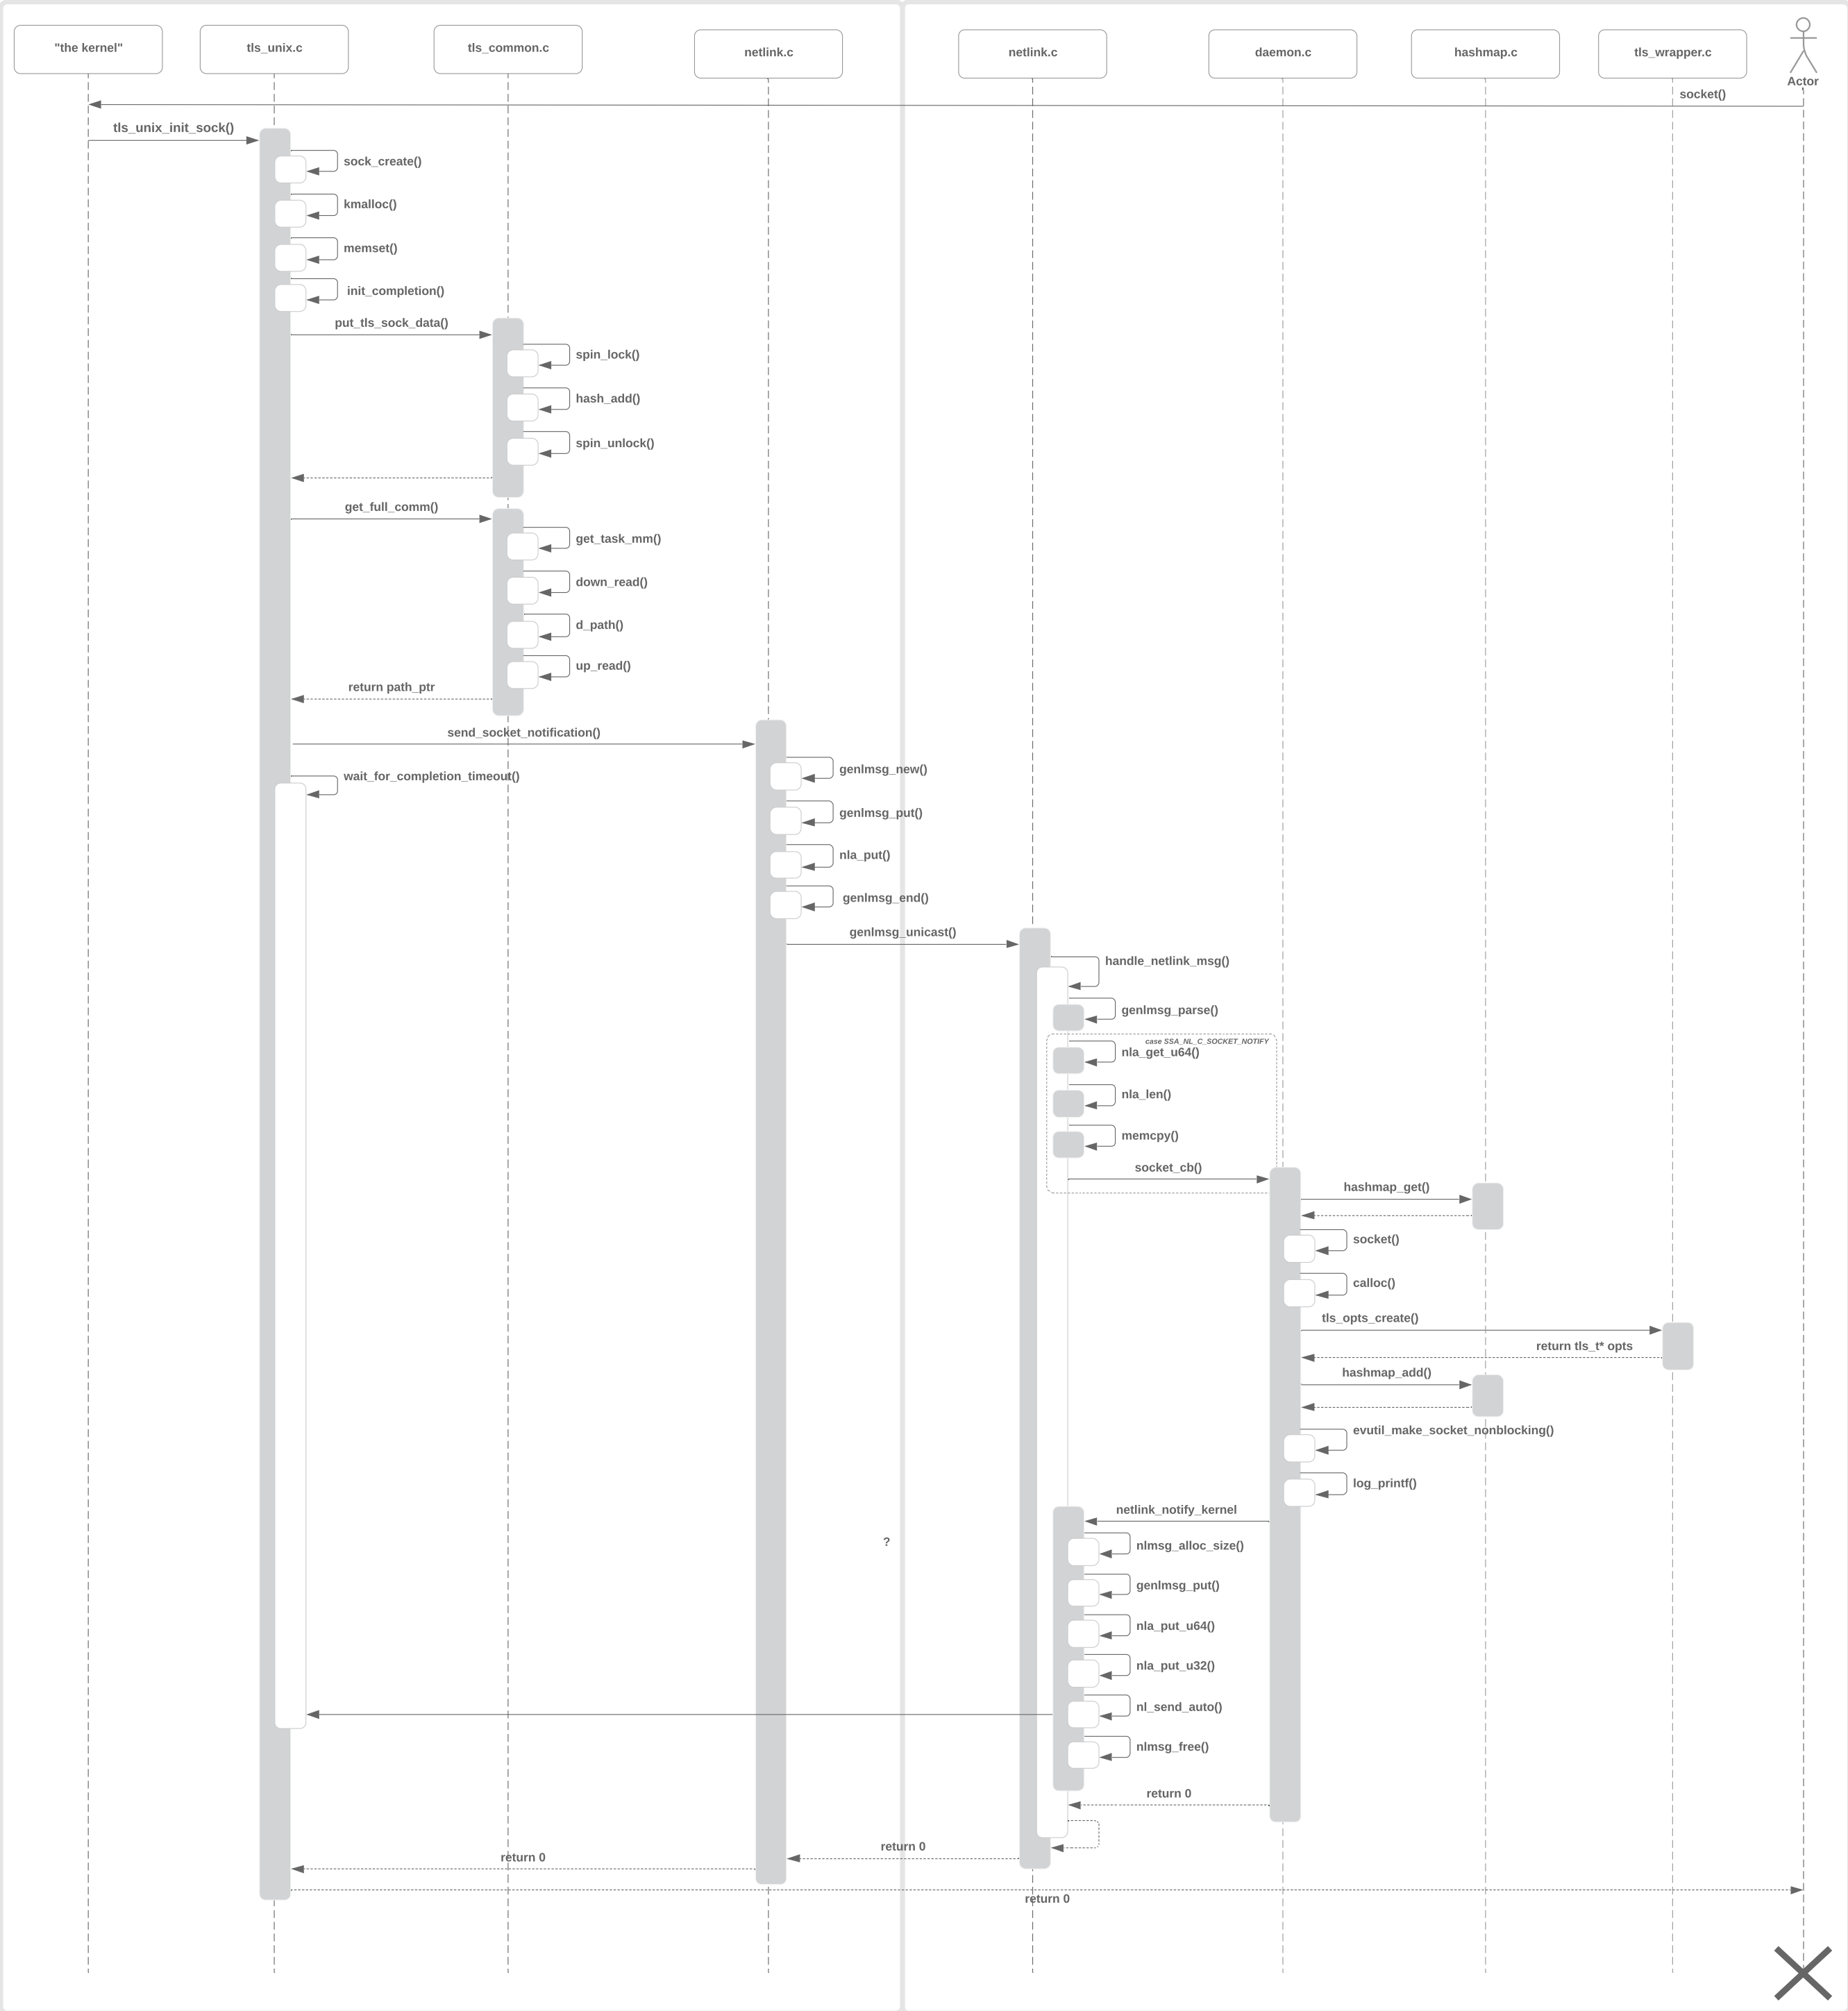 "the kernel"
tls_unix.c
tls_common.c
netlink.c
netlink.c
daemon.c
hashmap.c
tls_wrapper.c
Actor
socket()
tls_unix_init_sock()
sock_create()
kmalloc()
memset()
init_completion()
put_tls_sock_data()
spin_lock()
hash_add()
spin_unlock()
get_full_comm()
get_task_mm()
down_read()
d_path()
up_read()
return path_ptr
send_socket_notification()
wait_for_completion_timeout()
genlmsg_new()
genlmsg_put()
nla_put()
genlmsg_end()
genlmsg_unicast()
handle_netlink_msg()
genlmsg_parse()
case SSA_NL_C_SOCKET_NOTIFY
nla_get_u64()
nla_len()
memcpy()
socket_cb()
hashmap_get()
socket()
calloc()
tls_opts_create()
return tls_t* opts
hashmap_add()
evutil_make_socket_nonblocking()
log_printf()
netlink_notify_kernel
?
nlmsg_alloc_size()
genlmsg_put()
nla_put_u64()
nla_put_u32()
nl_send_auto()
nlmsg_free()
return 0
return 0
return 0
return 0